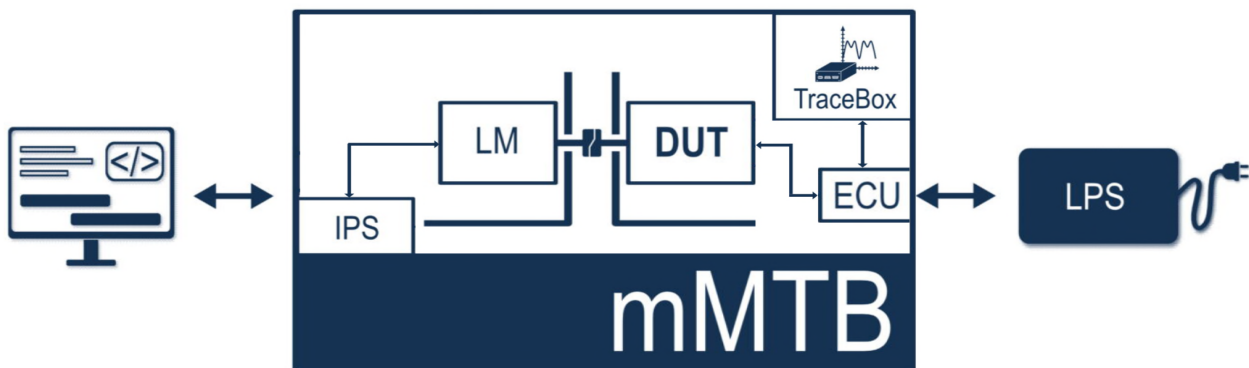 TraceBox
</>
LM
DUT
ECU
IPS
LPS
mMTB